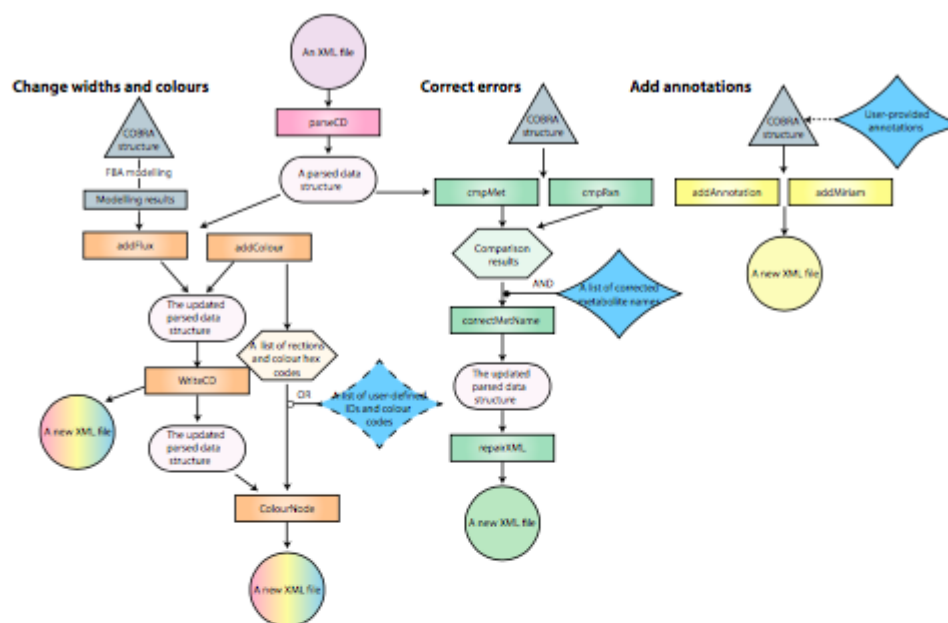 An XML file
Change widths and colours
Correct errors
Add annotations
COBRA
structure
parseCD
COBRA
structure
COBRA
structure
User-provided
annotations
FBA modelling
A parsed data
structure
Modelling results
cmpMet
cmpRxn
addAnnotation
addMiriam
addFlux
addColour
Comparison
results
A new XML file
The updated
parsed data
structure
AND
A list of corrected
metabolite names
correctMetName
A list of rections
and colour hex
codes
WriteCD
The updated
parsed data
structure
OR
A list of user-defined
IDs and colour
codes
A new XML file
The updated
parsed data
structure
repairXML
ColourNode
A new XML file
A new XML file